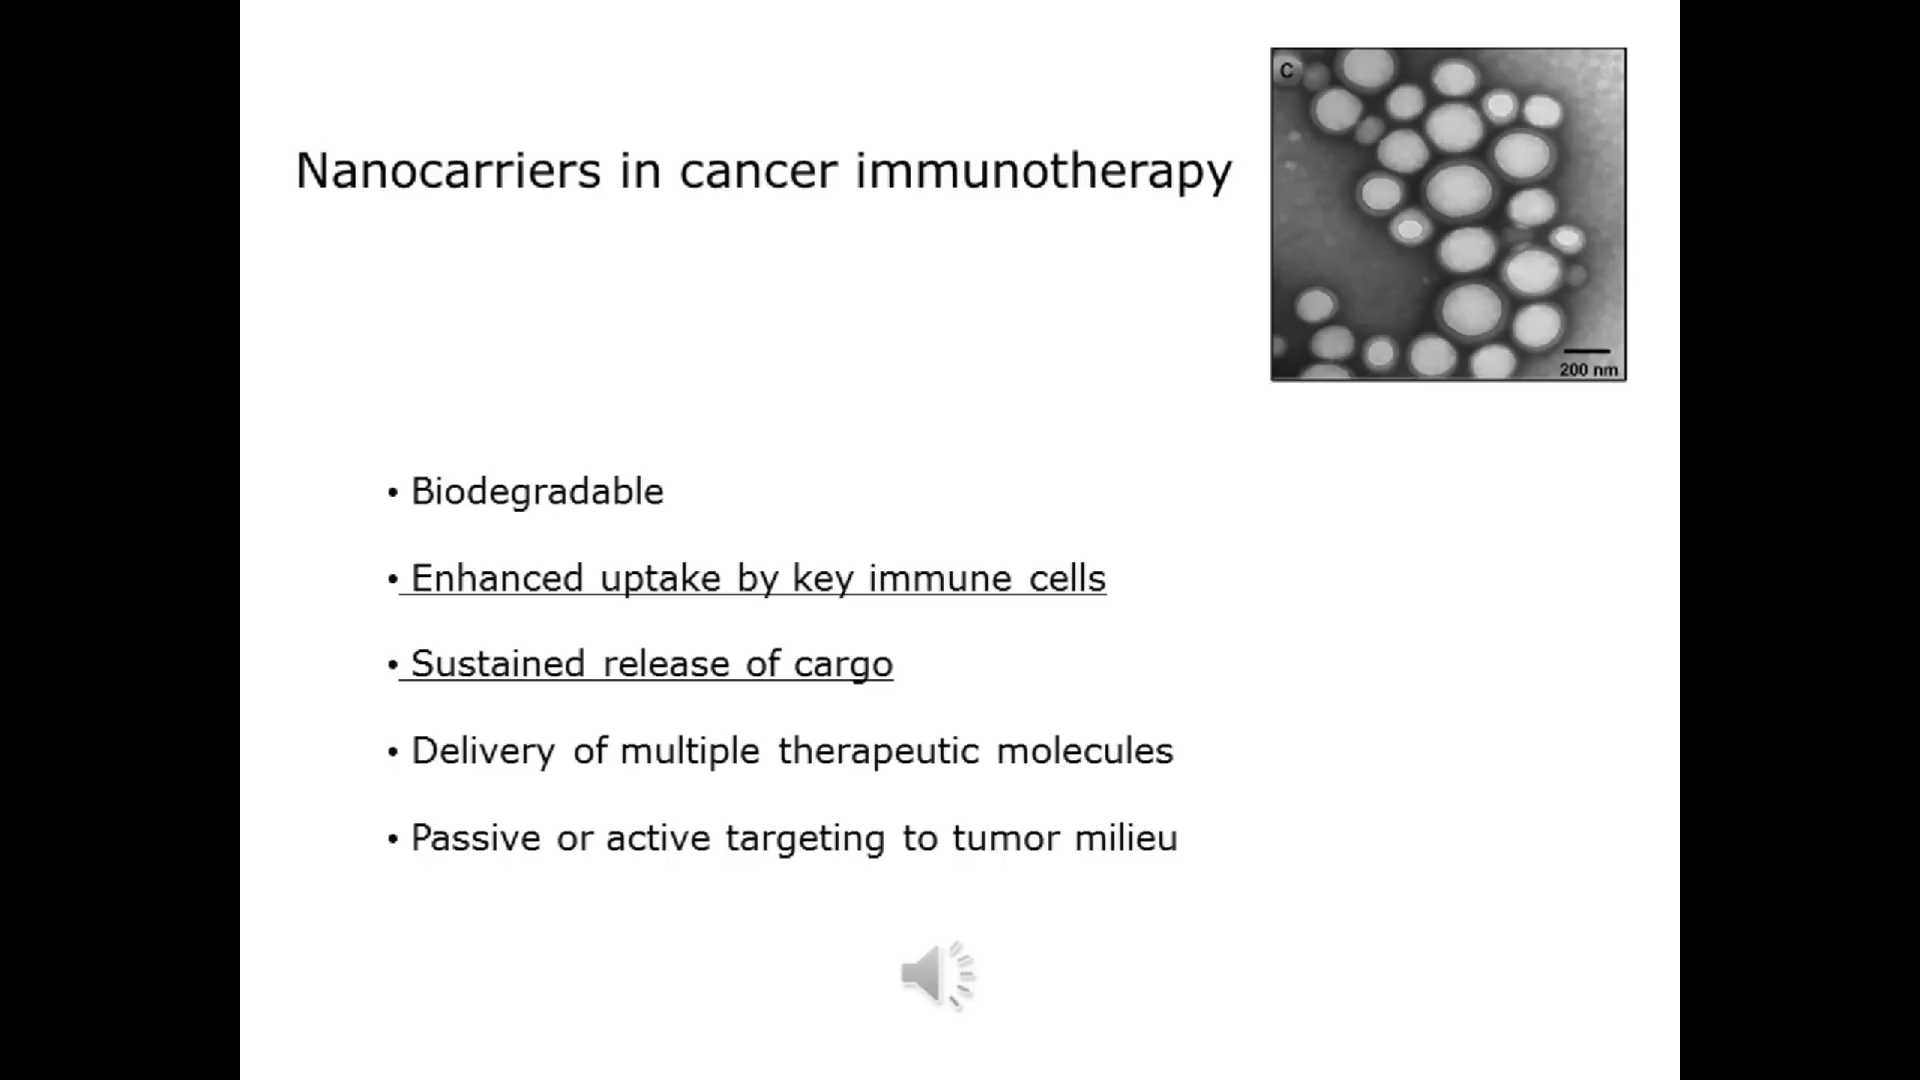 C
Nanocarriers in cancer immunotherapy
200 nm
• Biodegradable
• Enhanced uptake by key immune cells
• Sustained release of cargo
• Delivery of multiple therapeutic molecules
• Passive or active targeting to tumor milieu